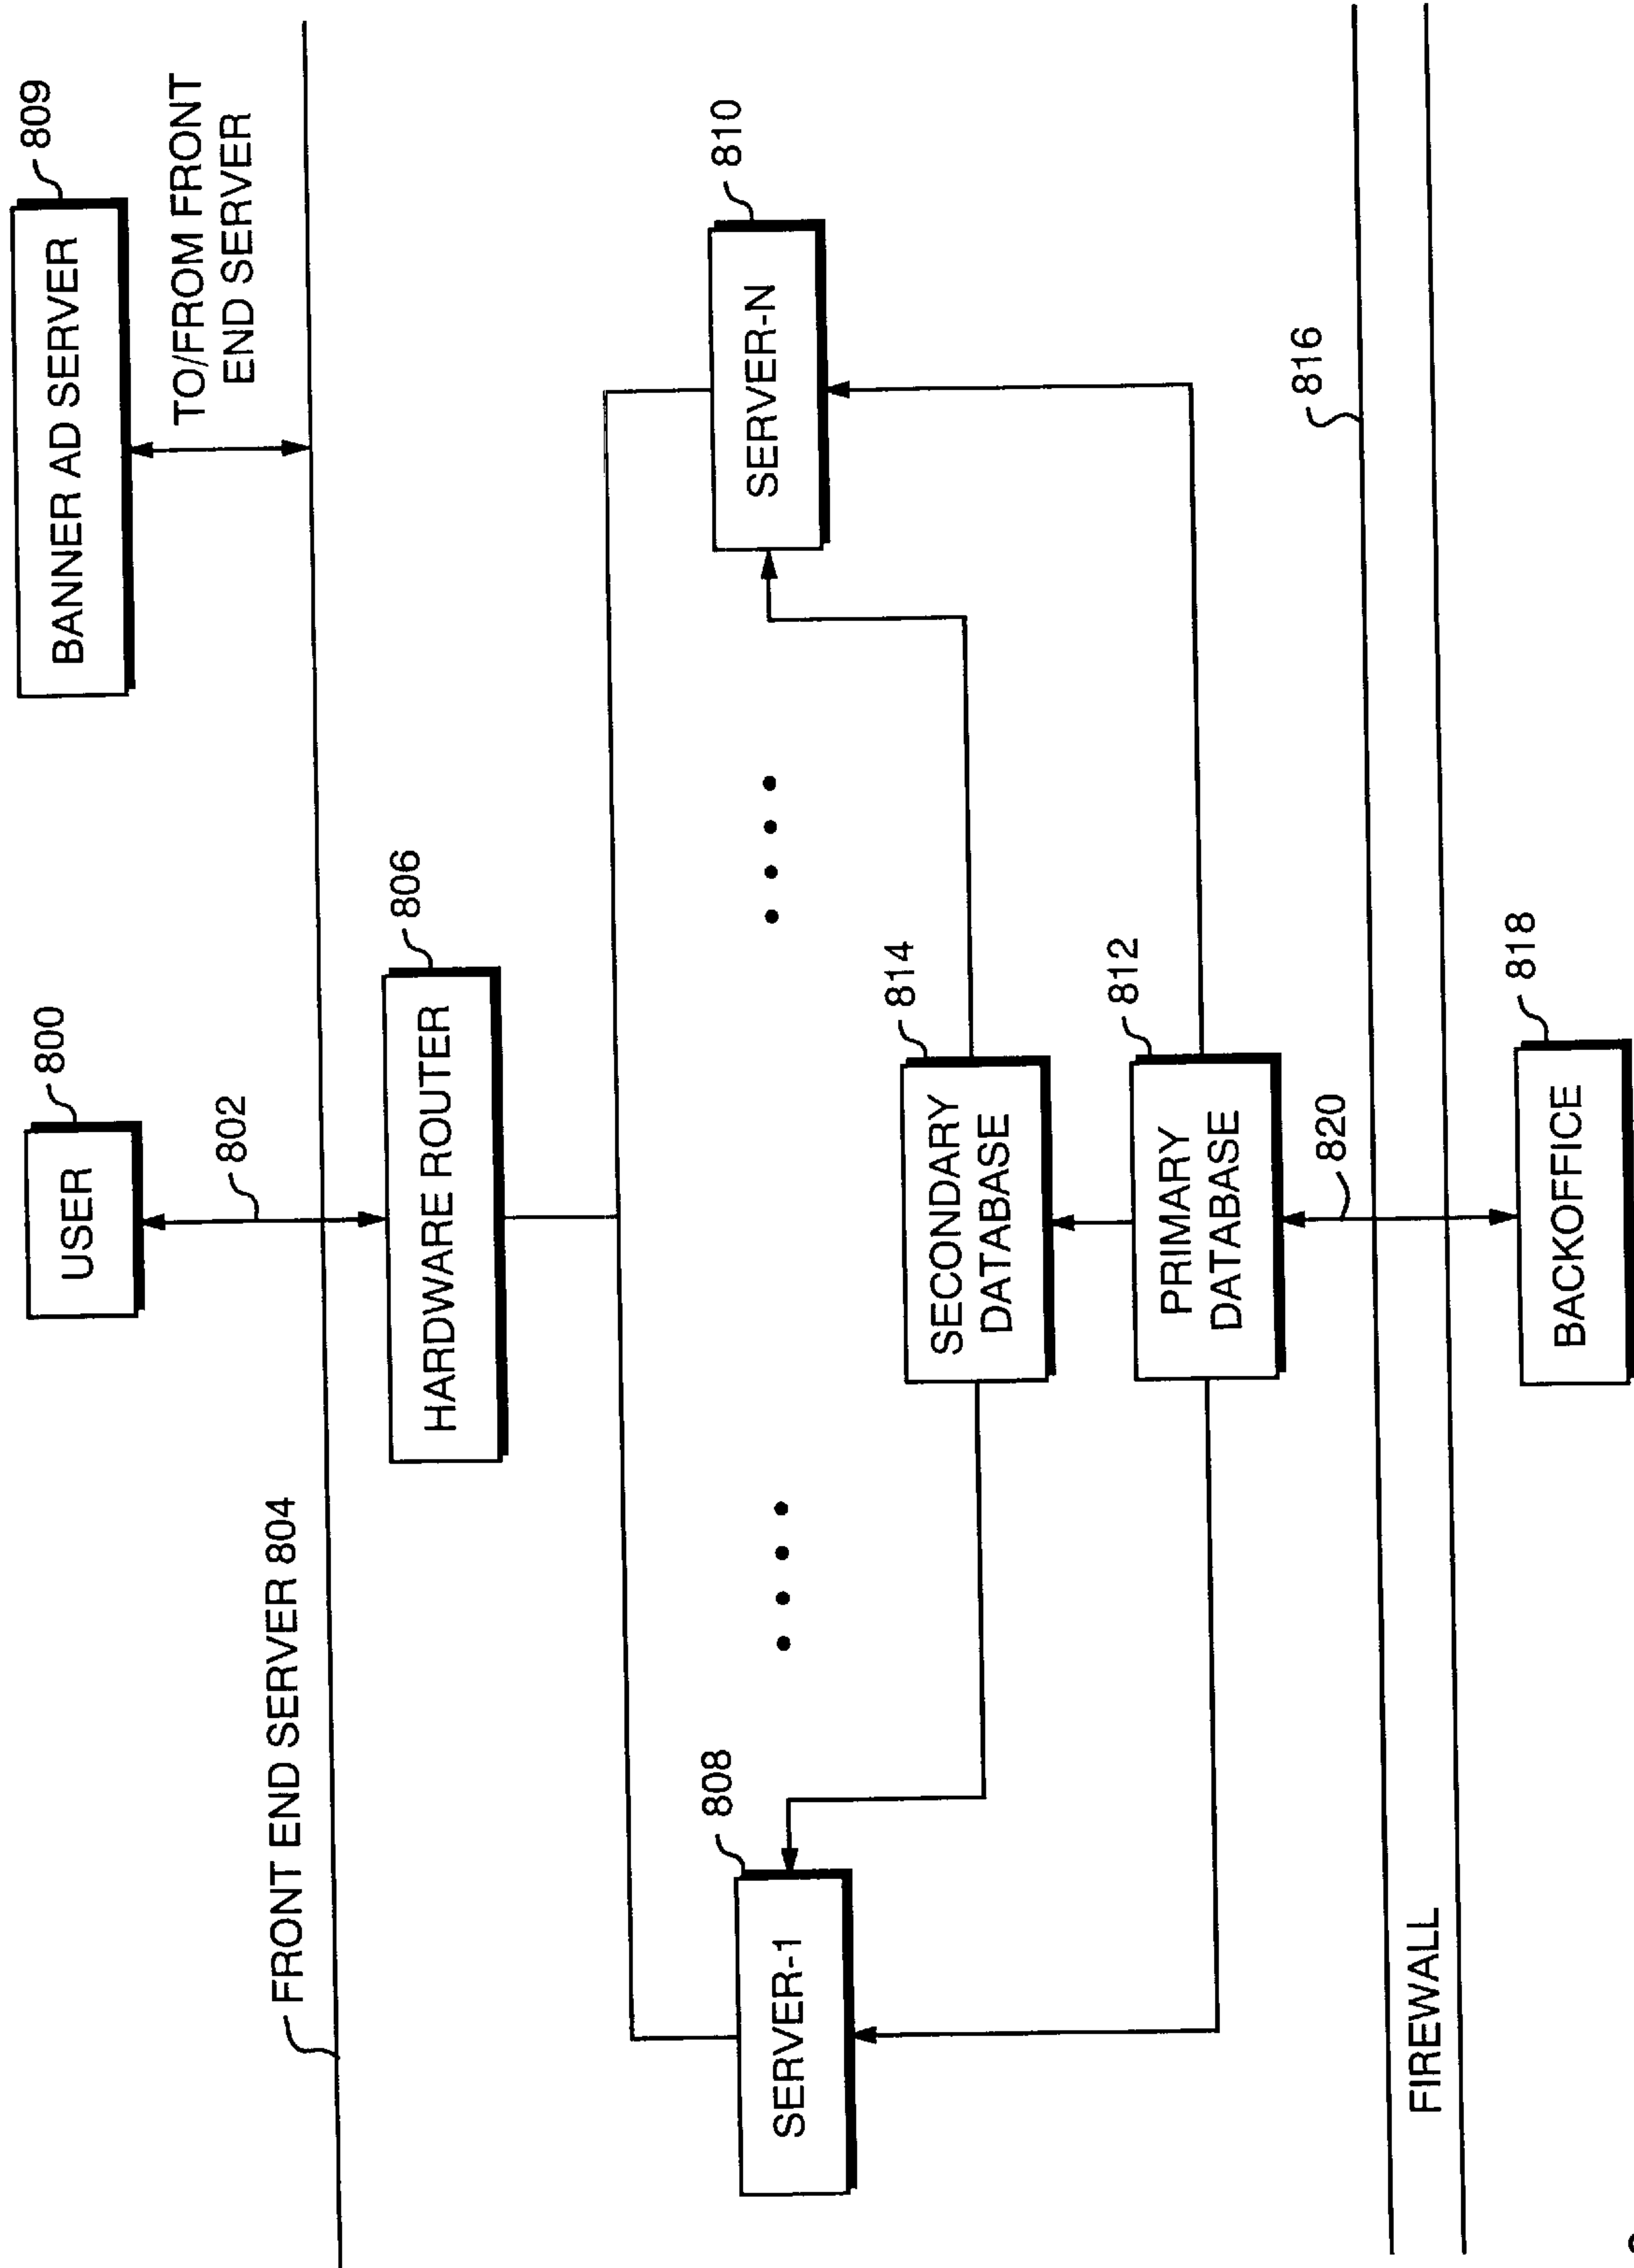 USER
800
BANNER AD SERVER
809
802
TO/FROM FRONT
END SERVER
FRONT END SERVER 804
HARDWARE ROUTER
806
SERVER-1
808
SERVER-N
810
SECONDARY
DATABASE
814
PRIMARY
DATABASE
812
820
816
FIREWALL
BACKOFFICE
818